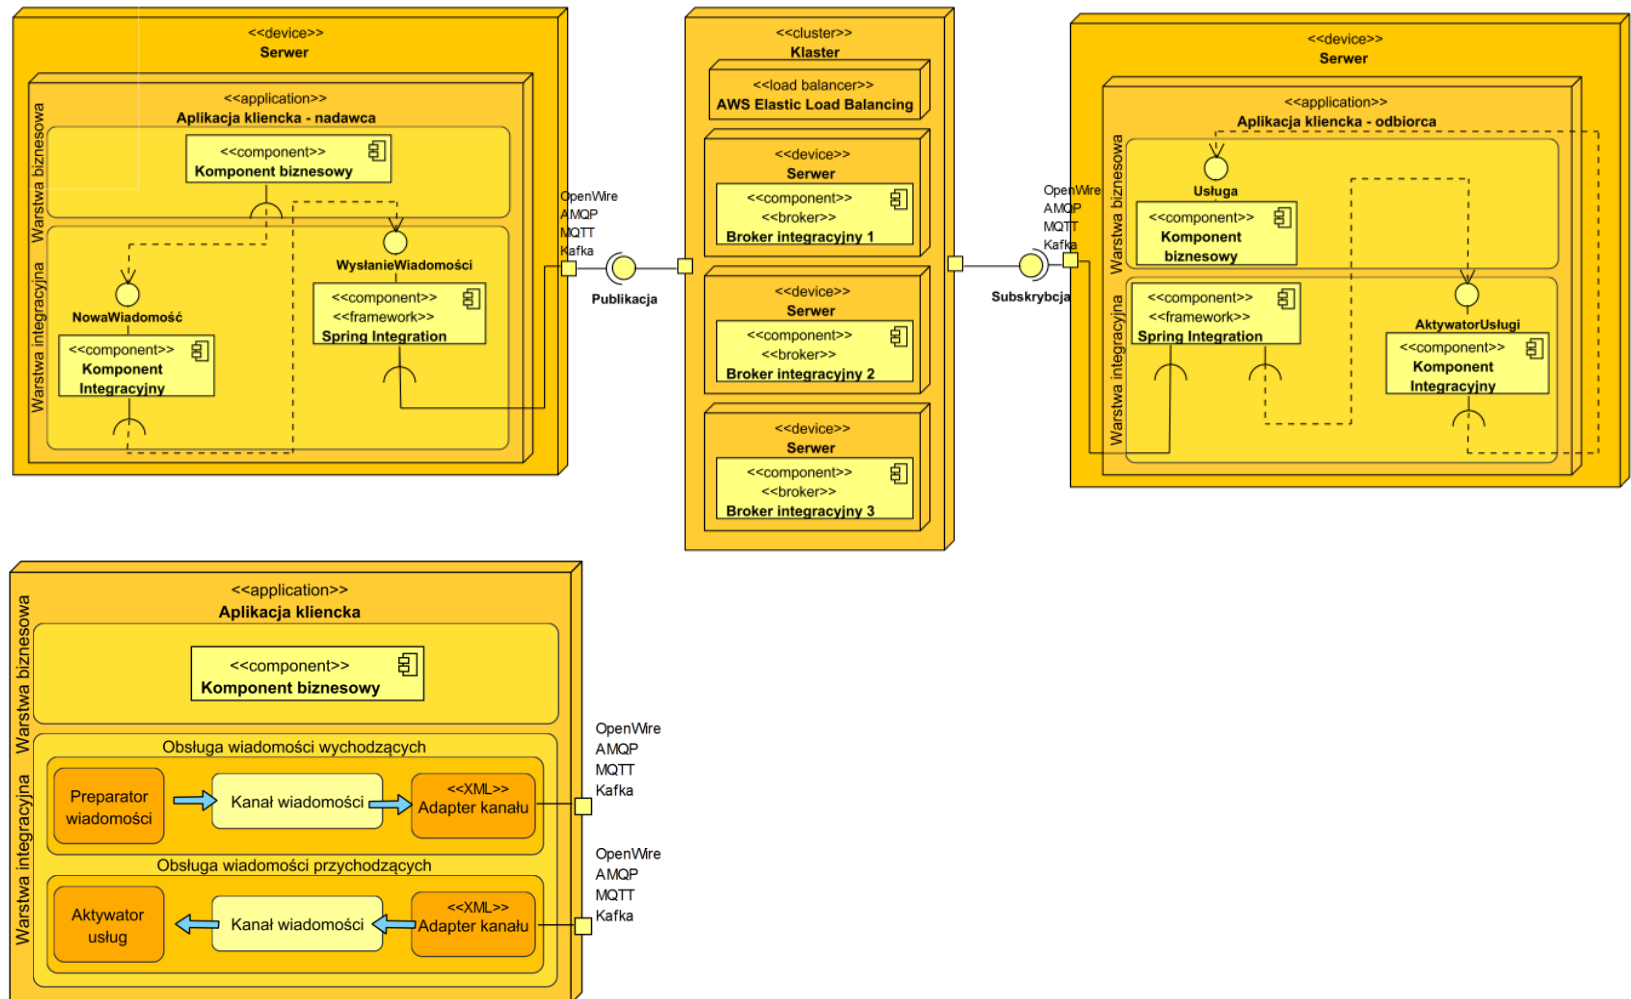 <<device>>
Serwer
<<application>>
Aplikacja kliencka - nadawca
Warstwa biznesowa
<<component>>
Komponent biznesowy
Warstwa integracyjna
WysłanieWiadomości
<<component>>
<<framework>>
Spring Integration
NowaWiadomość
<<component>>
Komponent
Integracyjny
OpenWire
AMQP
MQTT
Kafka
Publikacja
<<cluster>>
Klaster
<<load balancer>>
AWS Elastic Load Balancing
<<device>>
Serwer
<<component>>
<<broker>>
Broker integracyjny 1
<<device>>
Serwer
<<component>>
<<broker>>
Broker integracyjny 2
<<device>>
Serwer
<<component>>
<<broker>>
Broker integracyjny 3
Subskrybcja
OpenWire
AMQP
MQTT
Kafka
<<device>>
Serwer
<<application>>
Aplikacja kliencka - odbiorca
Warstwa biznesowa
Usługa
<<component>>
Komponent
biznesowy
Warstwa integracyjna
<<component>>
<<framework>>
Spring Integration
AktywatorUsługi
<<component>>
Komponent
Integracyjny
<<application>>
Aplikacja kliencka
Warstwa biznesowa
<<component>>
Komponent biznesowy
Warstwa integracyjna
Obsługa wiadomości wychodzących
Preparator
wiadomości
Kanał wiadomości
<<XML>>
Adapter kanału
OpenWire
AMQP
MQTT
Kafka
Obsługa wiadomości przychodzących
Aktywator
usług
Kanał wiadomości
<<XML>>
Adapter kanału
OpenWire
AMQP
MQTT
Kafka